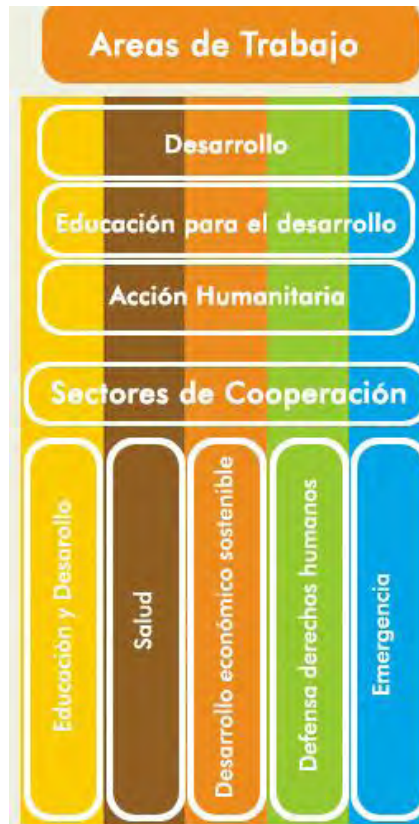 Areas de Trabajo
Desarrollo
Educación para el desarrollo
Acción Humanitaria
Sectores de Cooperación
Educación y Desarollo
Salud
Desarrollo económico sostenible
Defensa derechos humanos
Emergencia